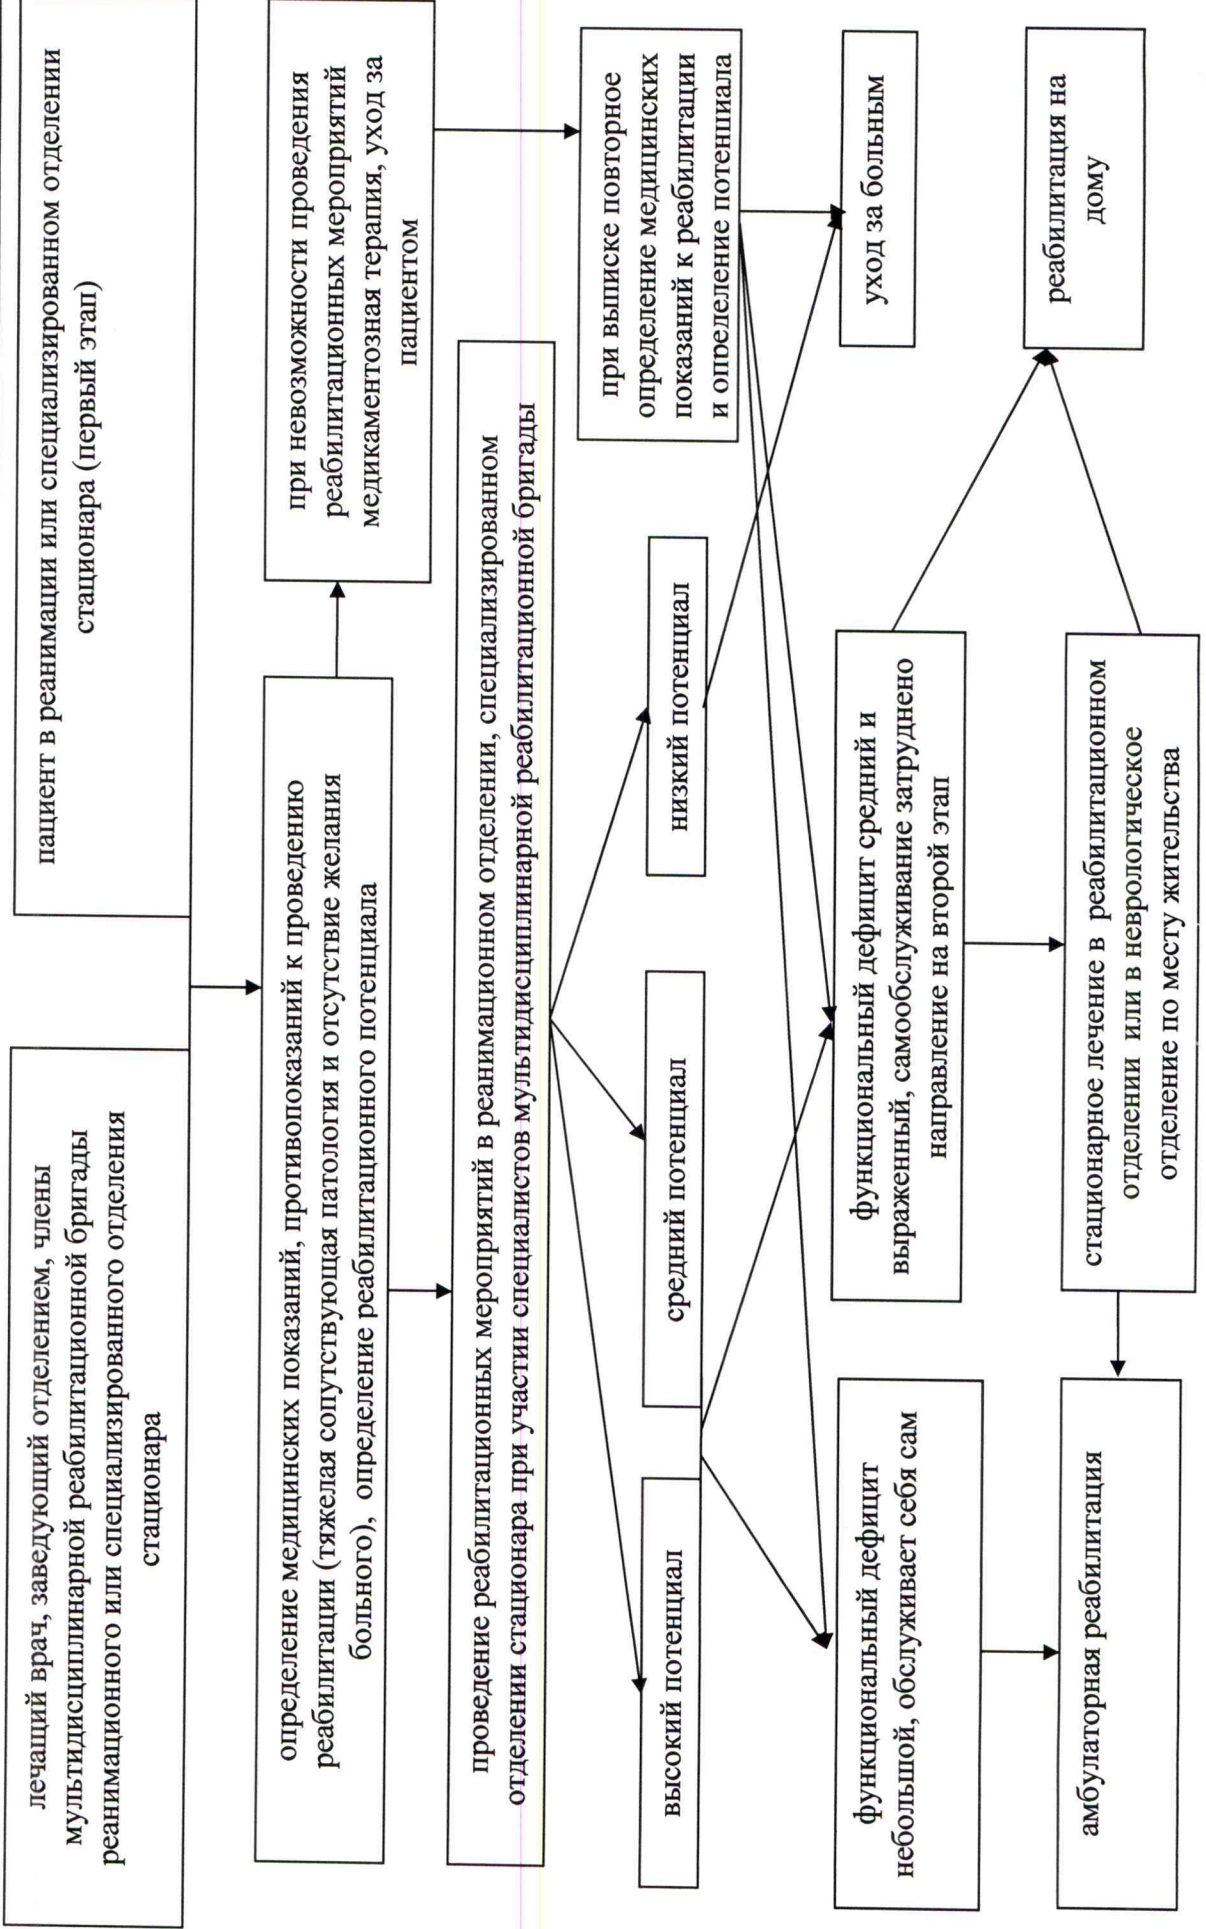 лечащий врач, заведующий отделением, члены
мультидисциплинарной реабилитационной бригады
реанимационного или специализированного отделения
стационара
пациент в реанимации или специализированном отделении
стационара (первый этап)
определение медицинских показаний, противопоказаний к проведению
реабилитации (тяжелая сопутствующая патология и отсутствие желания
больного), определение реабилитационного потенциала
при невозможности проведения
реабилитационных мероприятий
медикаментозная терапия, уход за
пациентом
проведение реабилитационных мероприятий в реанимационном отделении, специализированном
отделении стационара при участии специалистов мультидисциплинарной реабилитационной бригады
при выписке повторное
определение медицинских
показаний к реабилитации
и определение потенциала
высокий потенциал
средний потенциал
низкий потенциал
функциональный дефицит
небольшой, обслуживает себя сам
функциональный дефицит средний и
выраженный, самообслуживание затруднено
направление на второй этап
уход за больным
амбулаторная реабилитация
стационарное лечение в реабилитационном
отделении или в неврологическое
отделение по месту жительства
реабилитация на
дому